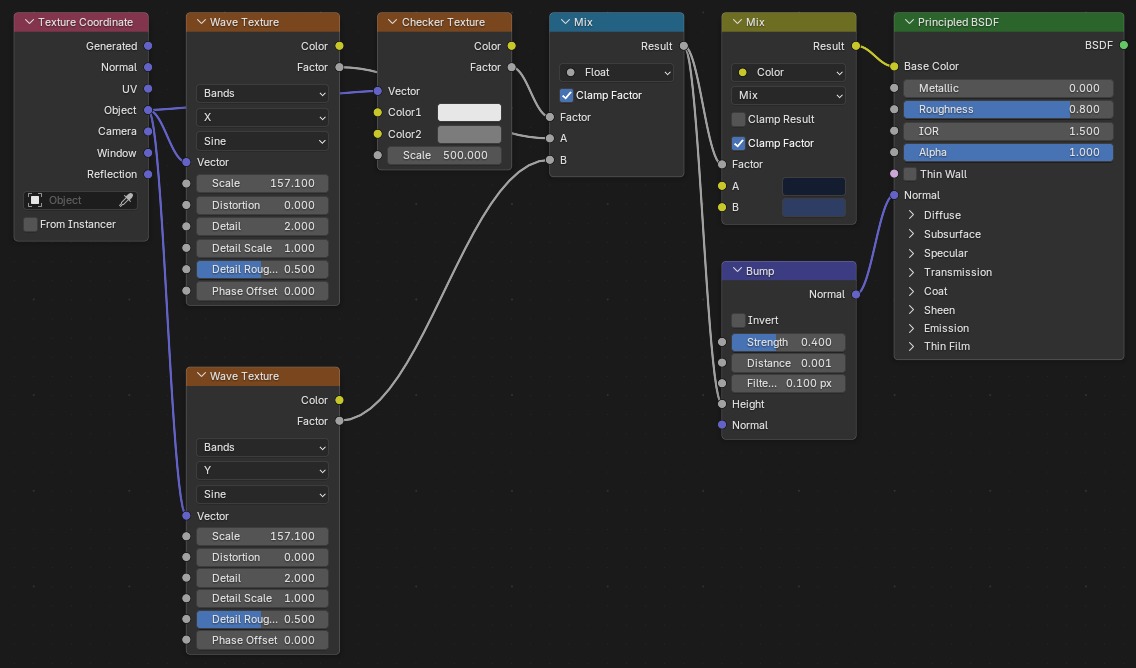 Texture Coordinate
Generated
Normal
UV
Object
Camera
Window
Reflection
Object
From Instancer
Wave Texture
Color
Factor
Bands
X
Sine
Vector
Scale 157.100
Distortion 0.000
Detail 2.000
Detail Scale 1.000
Detail Roug... 0.500
Phase Offset 0.000
Wave Texture
Color
Factor
Bands
Y
Sine
Vector
Scale 157.100
Distortion 0.000
Detail 2.000
Detail Scale 1.000
Detail Roug... 0.500
Phase Offset 0.000
Checker Texture
Color
Factor
Vector
Color1
Color2
Scale 500.000
Mix
Result
Float
Clamp Factor
Factor
A
B
Mix
Result
Color
Mix
Clamp Result
Clamp Factor
Factor
A
B
Bump
Normal
Invert
Strength 0.400
Distance 0.001
Filte... 0.100 px
Height
Normal
Principled BSDF
BSDF
Base Color
Metallic 0.000
Roughness 0.800
IOR 1.500
Alpha 1.000
Thin Wall
Normal
Diffuse
Subsurface
Specular
Transmission
Coat
Sheen
Emission
Thin Film